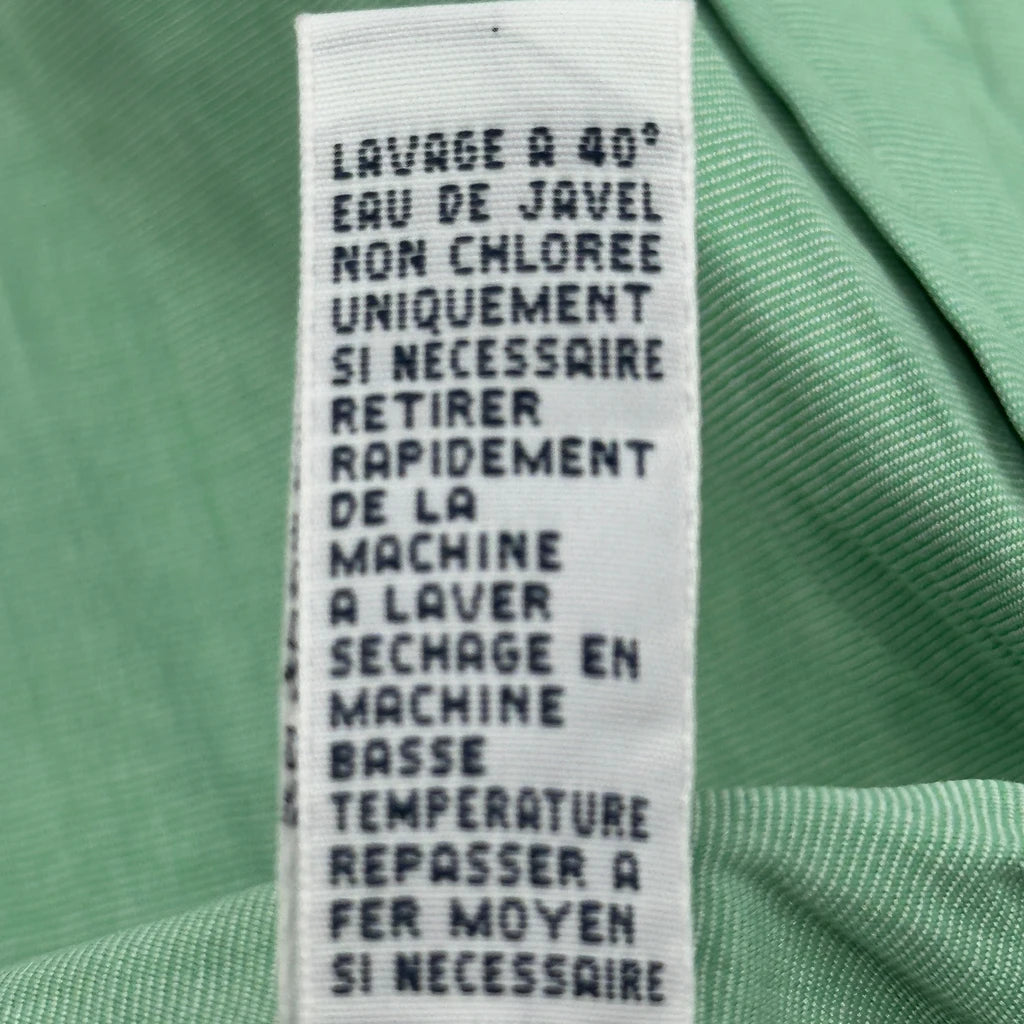 LAVAGE A 40°
EAU DE JAVEL
NON CHLOREE
UNIQUEMENT
SI NECESSAIRE
RETIRER
RAPIDEMENT
DE LA
MACHINE
A LAVER
SECHAGE EN
MACHINE
BASSE
TEMPERATURE
REPASSER A
FER MOYEN
SI NECESSAIRE